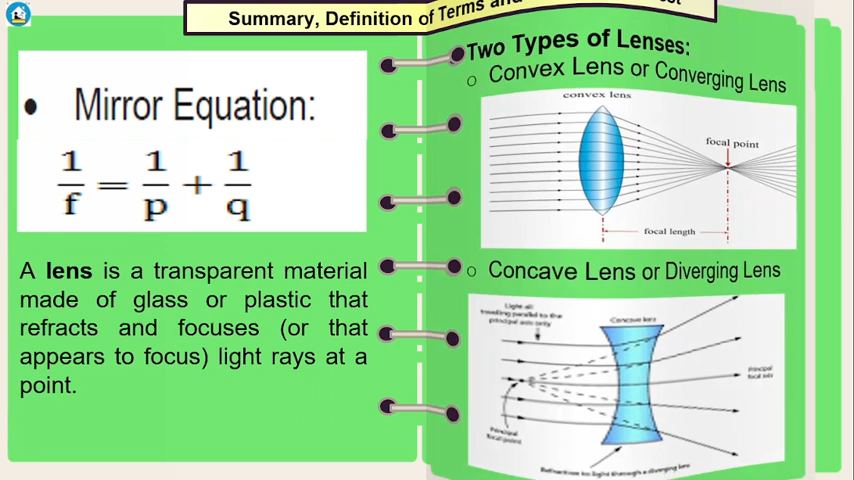 Summary, Definition of Terms and
• Mirror Equation:
1/f = 1/p + 1/q
A lens is a transparent material
made of glass or plastic that
refracts and focuses (or that
appears to focus) light rays at a
point.
Two Types of Lenses:
○ Convex Lens or Converging Lens
convex lens
focal point
focal length
○ Concave Lens or Diverging Lens
Light all
travelling parallel to the
principal axis only
Concave lens
Principal
Principal
focal point
Refraction to light through a diverging lens